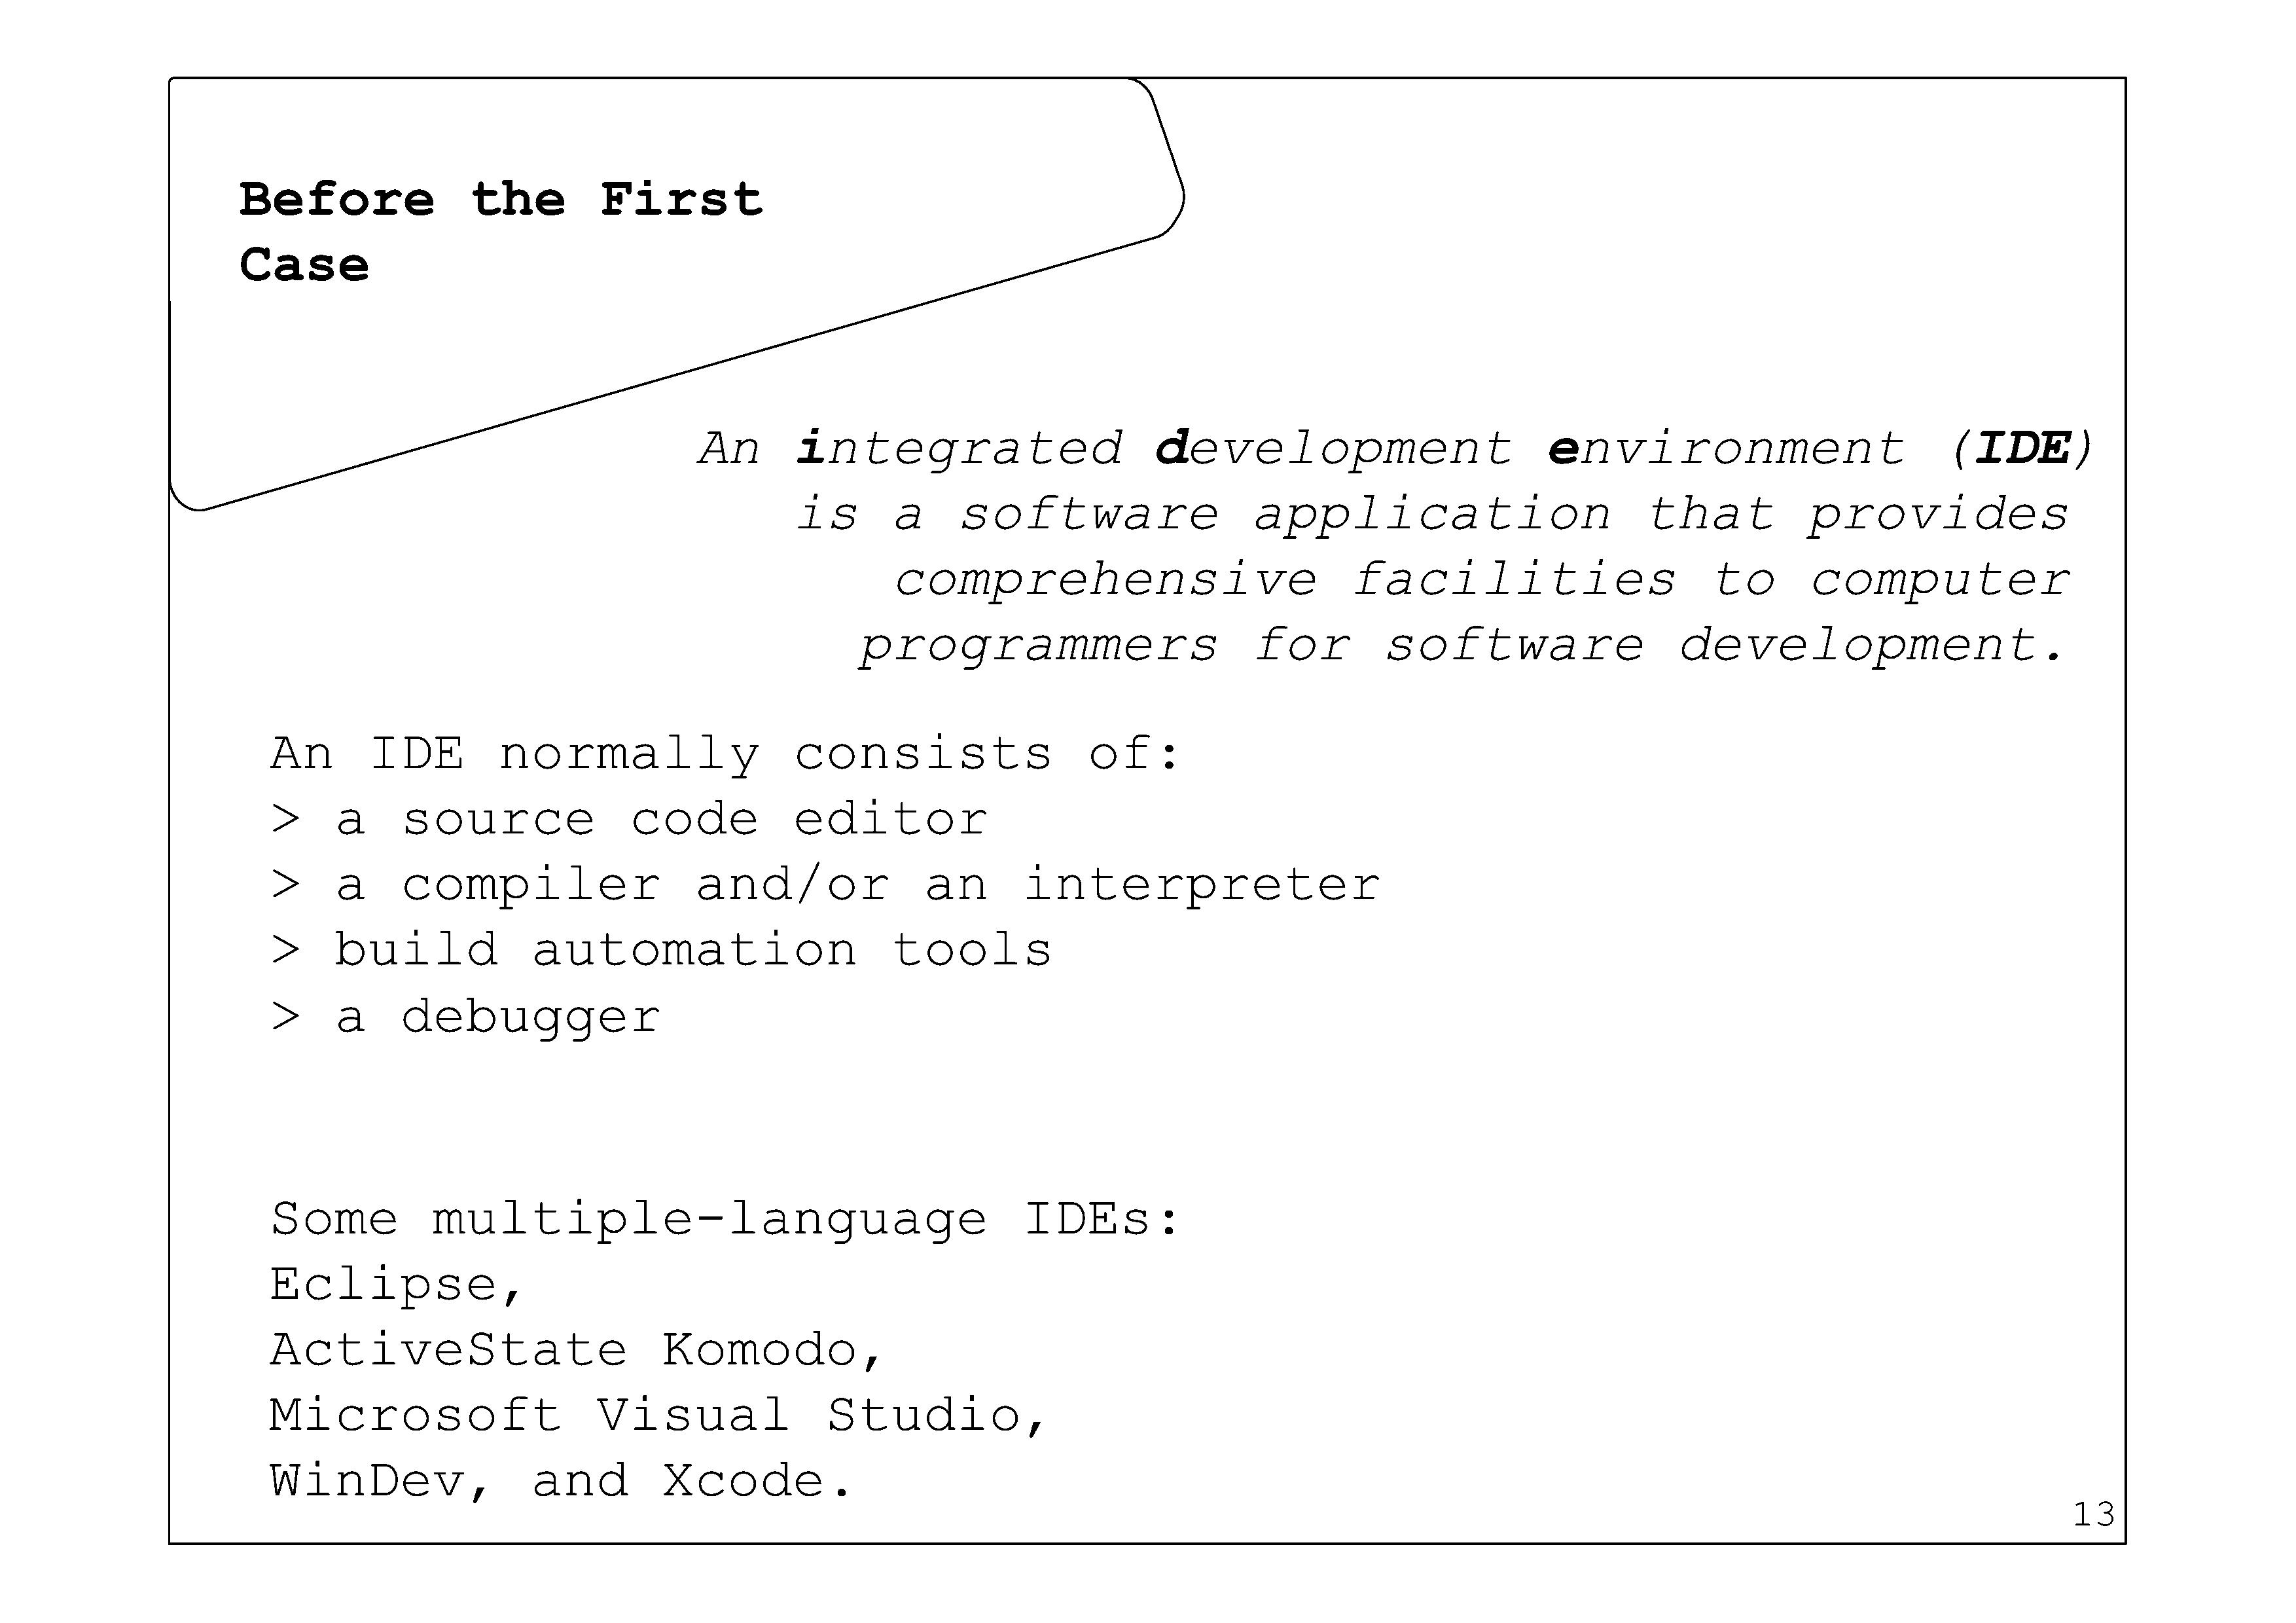 Before the First
Case
An integrated development environment (IDE)
is a software application that provides
comprehensive facilities to computer
programmers for software development.
An IDE normally consists of:
> a source code editor
> a compiler and/or an interpreter
> build automation tools
> a debugger
Some multiple-language IDEs:
Eclipse,
ActiveState Komodo,
Microsoft Visual Studio,
WinDev, and Xcode.
13